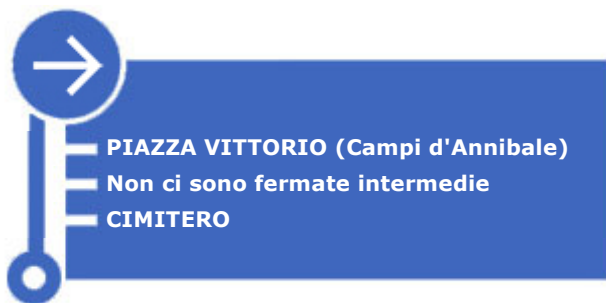 PIAZZA VITTORIO (Campi d'Annibale)
Non ci sono fermate intermedie
CIMITERO